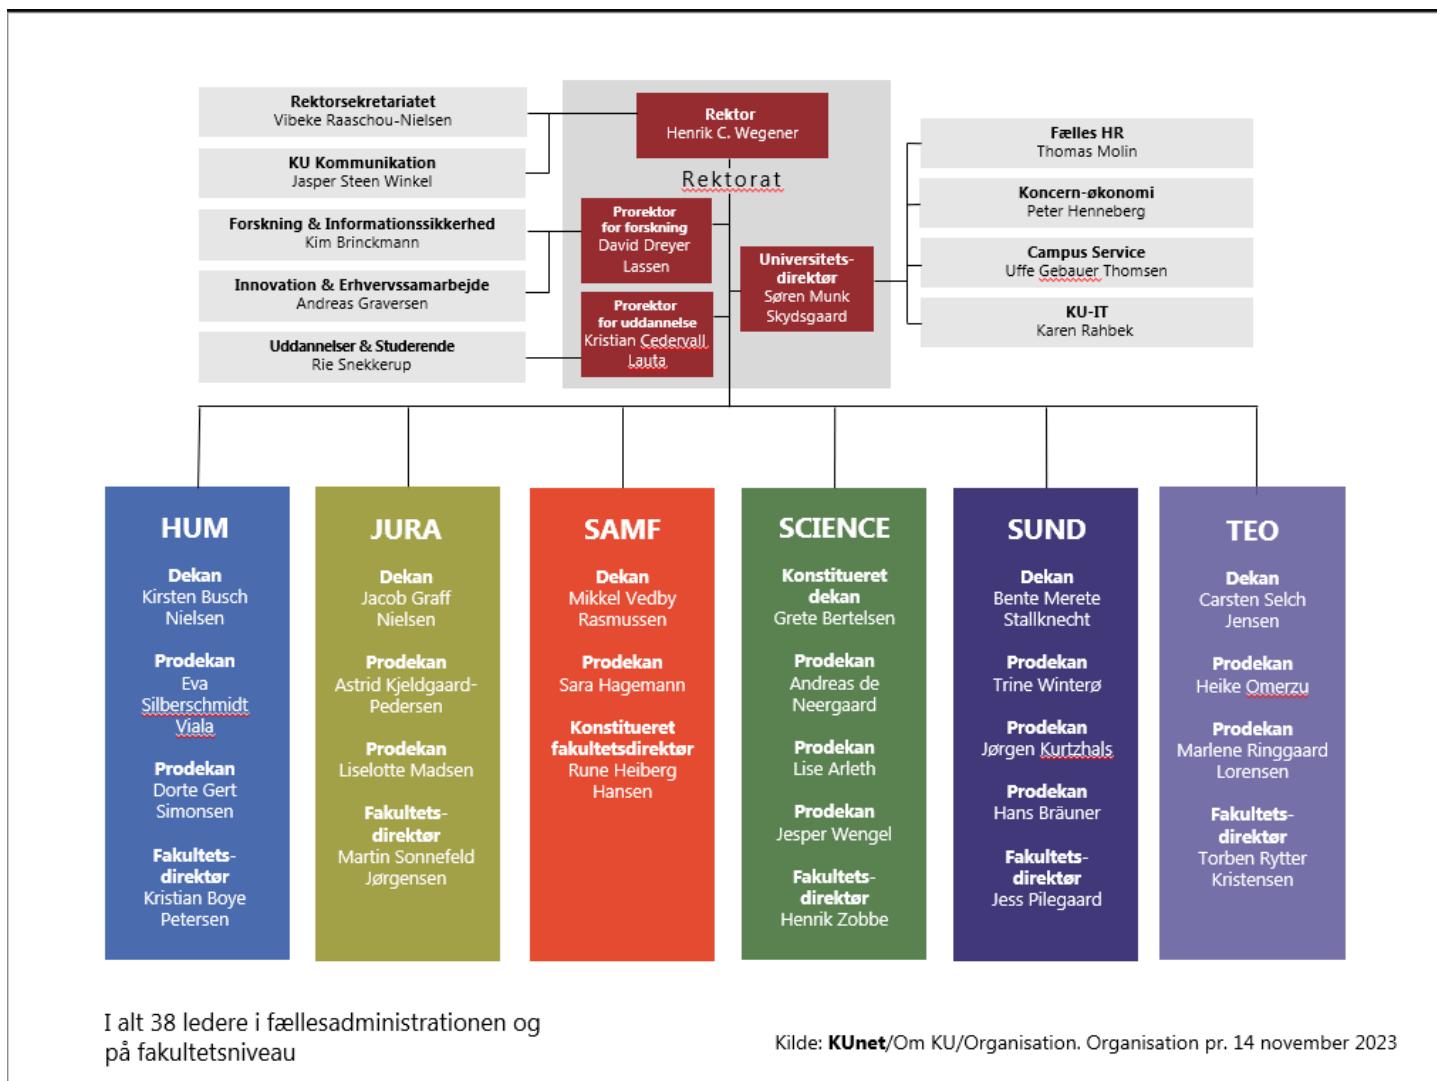 Rektorsekretariatet
Vibeke Raaschou-Nielsen
KU Kommunikation
Jasper Steen Winkel
Forskning & Informationssikkerhed
Kim Brinckmann
Innovation & Erhvervssamarbejde
Andreas Graversen
Uddannelser & Studerende
Rie Snekkerup
Rektor
Henrik C. Wegener
Rektorat
Prorektor
for forskning
David Dreyer
Lassen
Prorektor
for uddannelse
Kristian Cedervall
Lauta
Universitets-
direktør
Søren Munk
Skydsgaard
Fælles HR
Thomas Molin
Koncern-økonomi
Peter Henneberg
Campus Service
Uffe Gebauer Thomsen
KU-IT
Karen Rahbek
HUM
Dekan
Kirsten Busch
Nielsen
Prodekan
Eva
Silberschmidt
Viala
Prodekan
Dorte Gert
Simonsen
Fakultets-
direktør
Kristian Boye
Petersen
JURA
Dekan
Jacob Graff
Nielsen
Prodekan
Astrid Kjeldgaard-
Pedersen
Prodekan
Liselotte Madsen
Fakultets-
direktør
Martin Sonnefeld
Jørgensen
SAMF
Dekan
Mikkel Vedby
Rasmussen
Prodekan
Sara Hagemann
Konstitueret
fakultetsdirektør
Rune Heiberg
Hansen
SCIENCE
Konstitueret
dekan
Grete Bertelsen
Prodekan
Andreas de
Neergaard
Prodekan
Lise Arleth
Prodekan
Jesper Wengel
Fakultets-
direktør
Henrik Zobbe
SUND
Dekan
Bente Merete
Stallknecht
Prodekan
Trine Winterø
Prodekan
Jørgen Kurtzhals
Prodekan
Hans Bräuner
Fakultets-
direktør
Jess Pilegaard
TEO
Dekan
Carsten Selch
Jensen
Prodekan
Heike Omerzu
Prodekan
Marlene Ringgaard
Lorensen
Fakultets-
direktør
Torben Rytter
Kristensen
I alt 38 ledere i fællesadministrationen og
på fakultetsniveau
Kilde: KUnet/Om KU/Organisation. Organisation pr. 14 november 2023